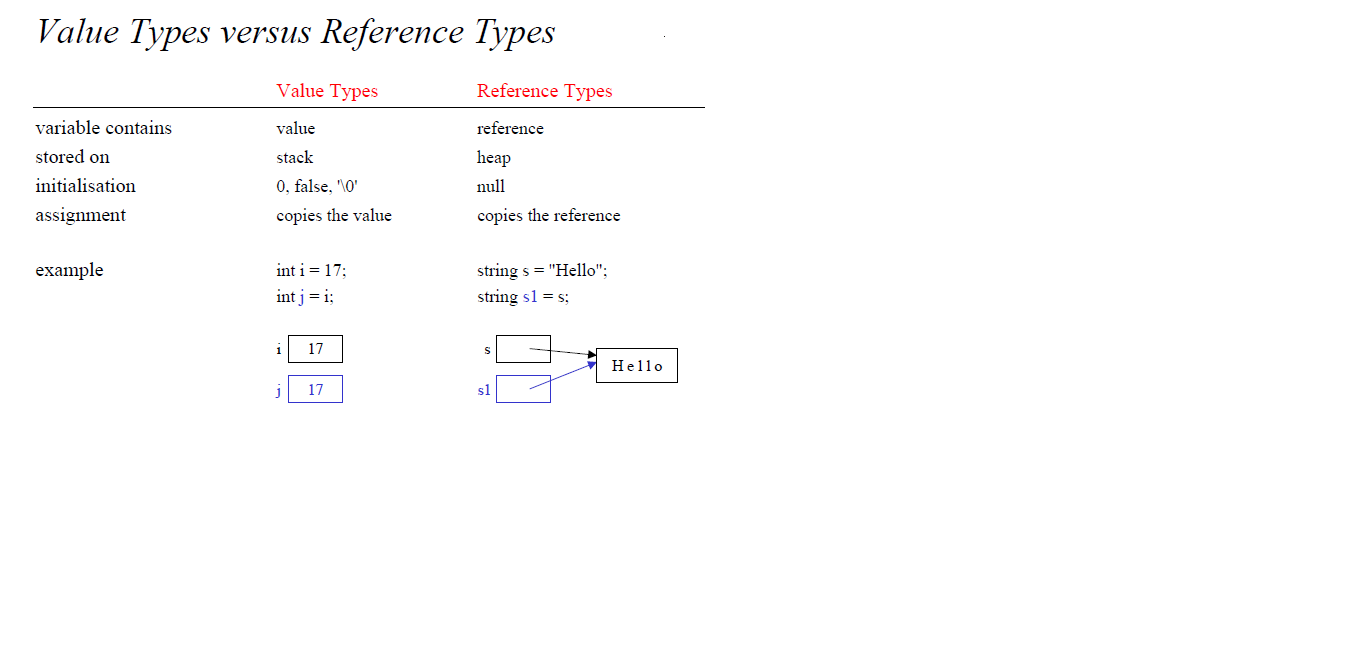 Value Types versus Reference Types
Value Types Reference Types
variable contains value reference
stored on stack heap
initialisation 0, false, '\0' null
assignment copies the value copies the reference
example int i = 17; string s = "Hello";
int j = i; string s1 = s;
i 17 s
Hello
j 17 s1